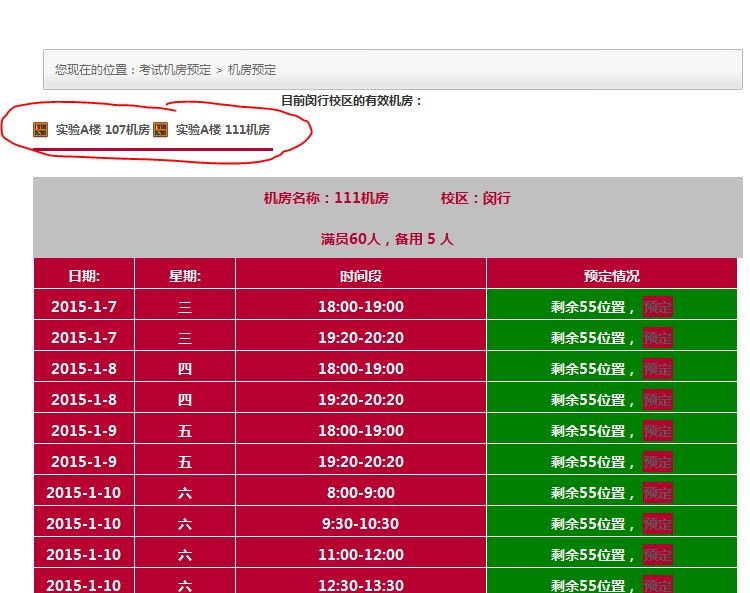 您现在的位置：考试机房预定 > 机房预定
目前闵行校区的有效机房：
实验A楼 107机房 实验A楼 111机房
机房名称：111机房 校区：闵行
满员60人，备用 5 人
日期: 星期: 时间段 预定情况
2015-1-7 三 18:00-19:00 剩余55位置， 预定
2015-1-7 三 19:20-20:20 剩余55位置， 预定
2015-1-8 四 18:00-19:00 剩余55位置， 预定
2015-1-8 四 19:20-20:20 剩余55位置， 预定
2015-1-9 五 18:00-19:00 剩余55位置， 预定
2015-1-9 五 19:20-20:20 剩余55位置， 预定
2015-1-10 六 8:00-9:00 剩余55位置， 预定
2015-1-10 六 9:30-10:30 剩余55位置， 预定
2015-1-10 六 11:00-12:00 剩余55位置， 预定
2015-1-10 六 12:30-13:30 剩余55位置， 预定